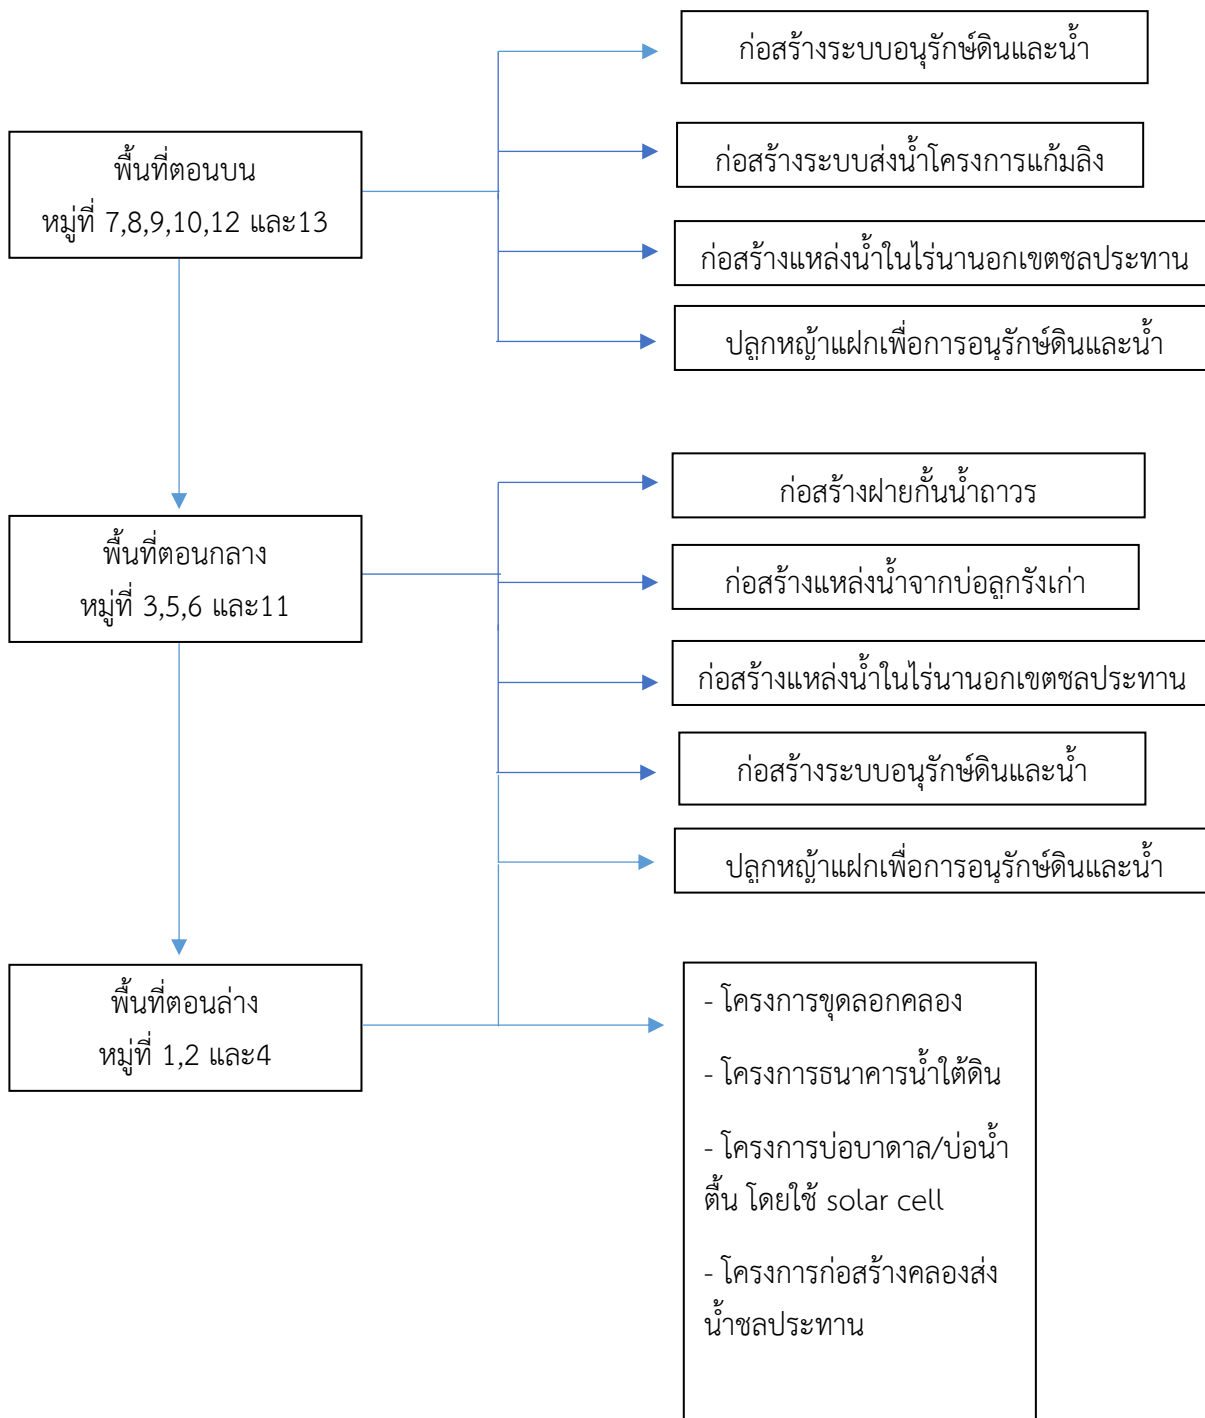 ก่อสร้างระบบอนุรักษ์ดินและน้ำ
พื้นที่ตอนบน
หมู่ที่ 7,8,9,10,12 และ13
ก่อสร้างระบบส่งน้ำโครงการแก้มลิง
ก่อสร้างแหล่งน้ำในไร่นานอกเขตชลประทาน
ปลูกหญ้าแฝกเพื่อการอนุรักษ์ดินและน้ำ
ก่อสร้างฝายกั้นน้ำถาวร
พื้นที่ตอนกลาง
หมู่ที่ 3,5,6 และ11
ก่อสร้างแหล่งน้ำจากบ่อลูกรังเก่า
ก่อสร้างแหล่งน้ำในไร่นานอกเขตชลประทาน
ก่อสร้างระบบอนุรักษ์ดินและน้ำ
ปลูกหญ้าแฝกเพื่อการอนุรักษ์ดินและน้ำ
พื้นที่ตอนล่าง
หมู่ที่ 1,2 และ4
- โครงการขุดลอกคลอง
- โครงการธนาคารน้ำใต้ดิน
- โครงการบ่อบาดาล/บ่อน้ำ
ตื้น โดยใช้ solar cell
- โครงการก่อสร้างคลองส่ง
น้ำชลประทาน